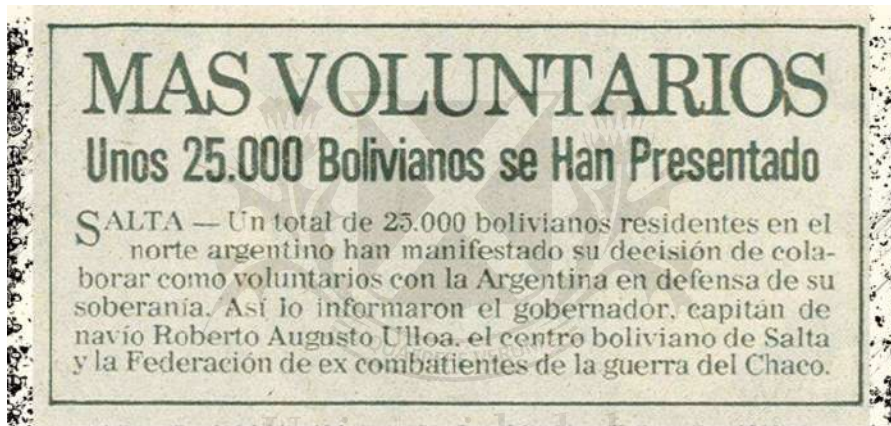 MAS VOLUNTARIOS
Unos 25.000 Bolivianos se Han Presentado
SALTA — Un total de 25.000 bolivianos residentes en el
norte argentino han manifestado su decisión de cola-
borar como voluntarios con la Argentina en defensa de su
soberanía. Así lo informaron el gobernador, capitán de
navío Roberto Augusto Ulloa, el centro boliviano de Salta
y la Federación de ex combatientes de la guerra del Chaco.